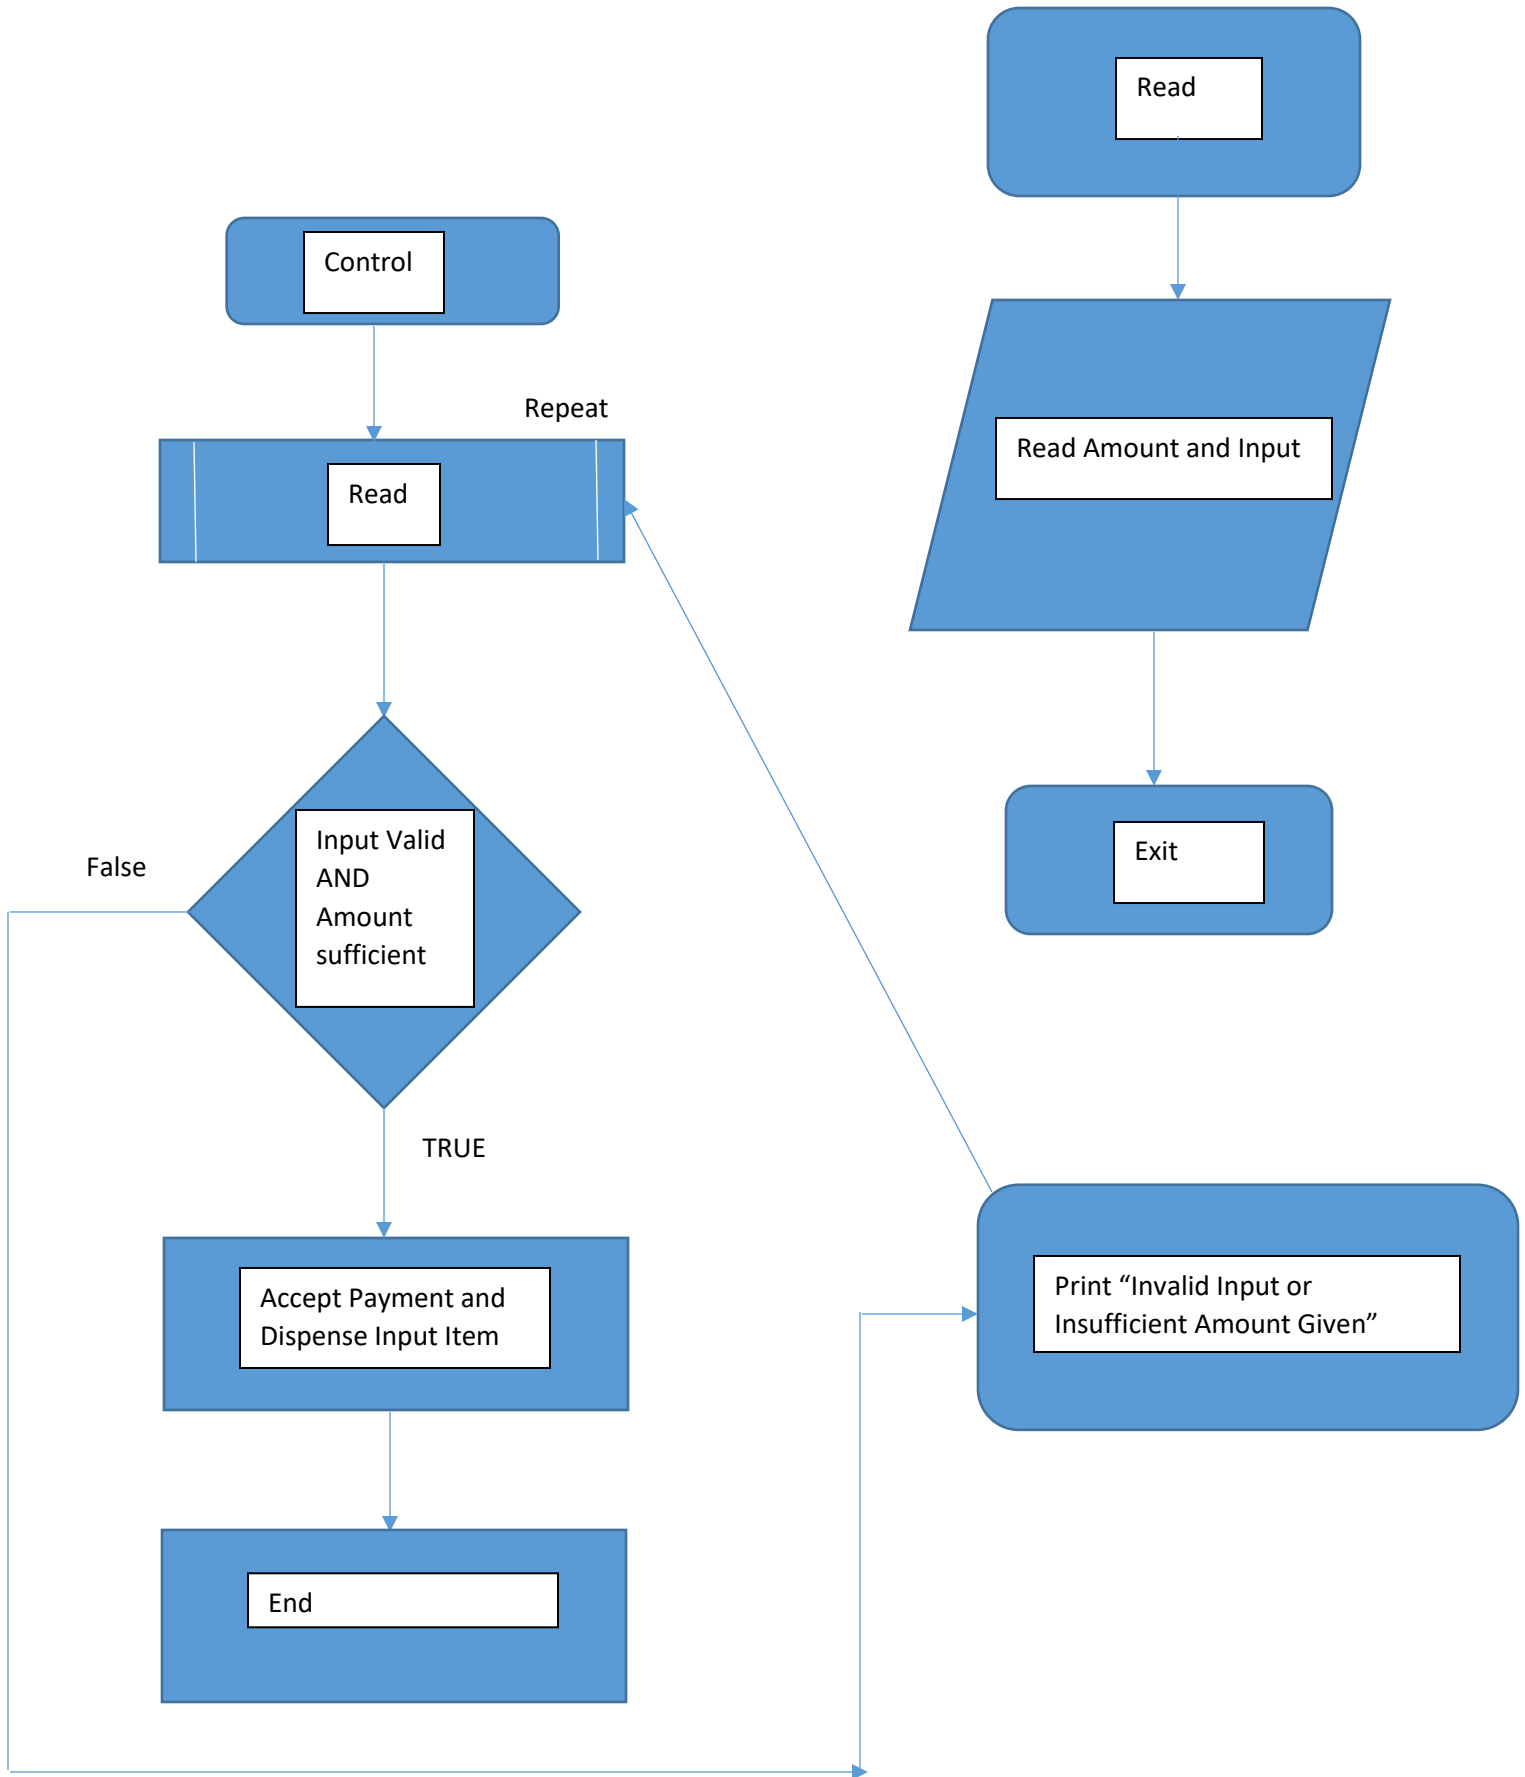 Read
Control
Repeat
Read
Read Amount and Input
Input Valid
AND
Amount
sufficient
False
Exit
TRUE
Accept Payment and
Dispense Input Item
Print “Invalid Input or
Insufficient Amount Given”
End